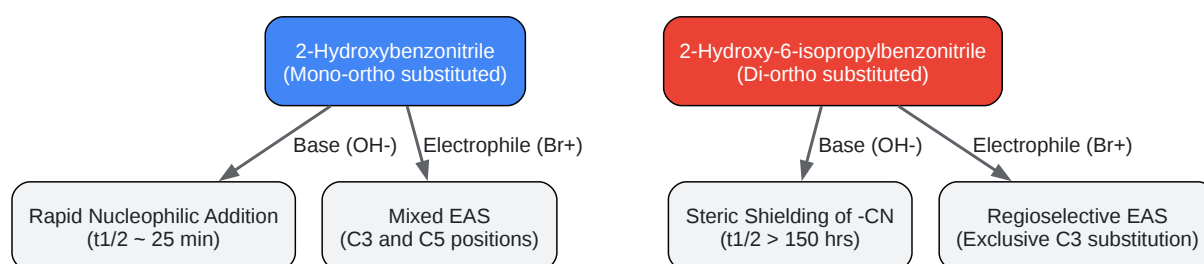 2-Hydroxybenzonitrile
(Mono-ortho substituted)
2-Hydroxy-6-isopropylbenzonitrile
(Di-ortho substituted)
Base (OH-)
Electrophile (Br+)
Base (OH-)
Electrophile (Br+)
Rapid Nucleophilic Addition
(t1/2 ~ 25 min)
Mixed EAS
(C3 and C5 positions)
Steric Shielding of -CN
(t1/2 > 150 hrs)
Regioselective EAS
(Exclusive C3 substitution)